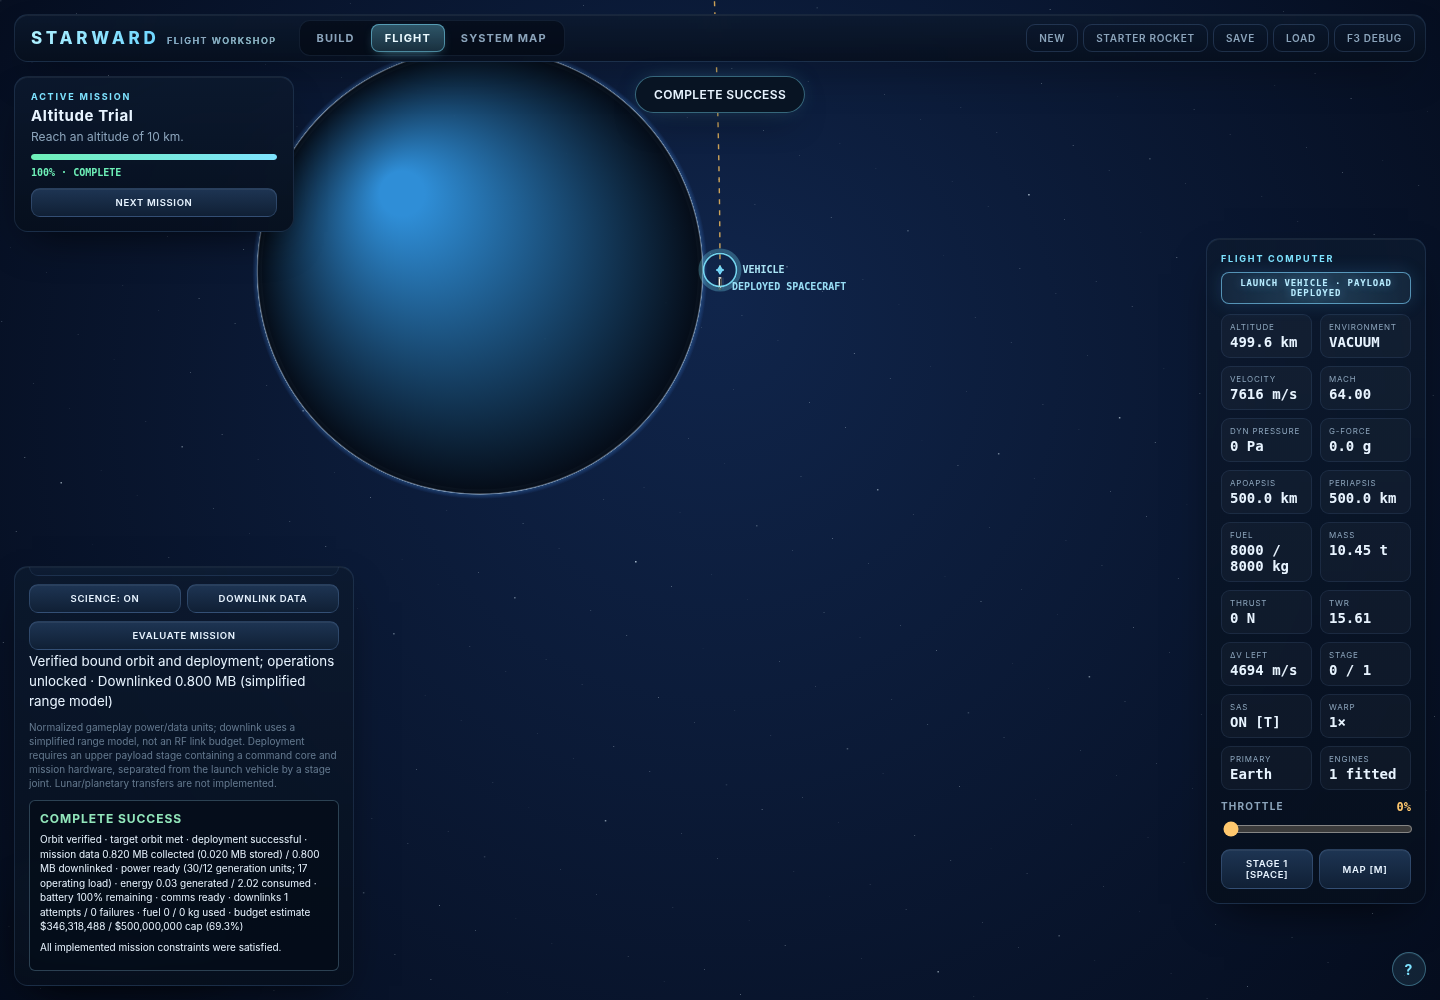 STARWARD FLIGHT WORKSHOP
BUILD
FLIGHT
SYSTEM MAP
NEW
STARTER ROCKET
SAVE
LOAD
F3 DEBUG
ACTIVE MISSION
Altitude Trial
Reach an altitude of 10 km.
100% · COMPLETE
NEXT MISSION
COMPLETE SUCCESS
VEHICLE
DEPLOYED SPACECRAFT
FLIGHT COMPUTER
LAUNCH VEHICLE · PAYLOAD
DEPLOYED
ALTITUDE
499.6 km
ENVIRONMENT
VACUUM
VELOCITY
7616 m/s
MACH
64.00
DYN PRESSURE
0 Pa
G-FORCE
0.0 g
APOAPSIS
500.0 km
PERIAPSIS
500.0 km
FUEL
8000 /
8000 kg
MASS
10.45 t
THRUST
0 N
TWR
15.61
ΔV LEFT
4694 m/s
STAGE
0 / 1
SAS
ON [T]
WARP
1×
PRIMARY
Earth
ENGINES
1 fitted
THROTTLE
0%
STAGE 1
[SPACE]
MAP [M]
SCIENCE: ON
DOWNLINK DATA
EVALUATE MISSION
Verified bound orbit and deployment; operations
unlocked · Downlinked 0.800 MB (simplified
range model)
Normalized gameplay power/data units; downlink uses a
simplified range model, not an RF link budget. Deployment
requires an upper payload stage containing a command core and
mission hardware, separated from the launch vehicle by a stage
joint. Lunar/planetary transfers are not implemented.
COMPLETE SUCCESS
Orbit verified · target orbit met · deployment successful ·
mission data 0.820 MB collected (0.020 MB stored) / 0.800
MB downlinked · power ready (30/12 generation units; 17
operating load) · energy 0.03 generated / 2.02 consumed ·
battery 100% remaining · comms ready · downlinks 1
attempts / 0 failures · fuel 0 / 0 kg used · budget estimate
$346,318,488 / $500,000,000 cap (69.3%)
All implemented mission constraints were satisfied.
?